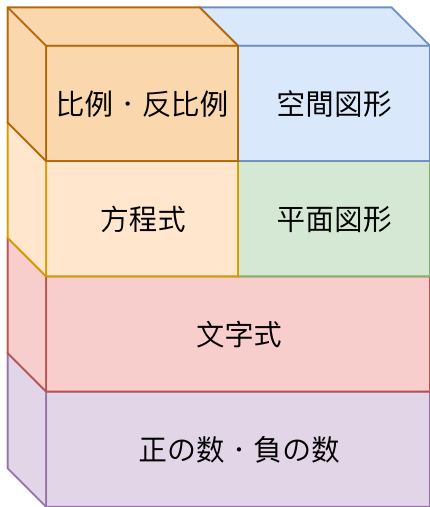 比例・反比例
空間図形
方程式
平面図形
文字式
正の数・負の数